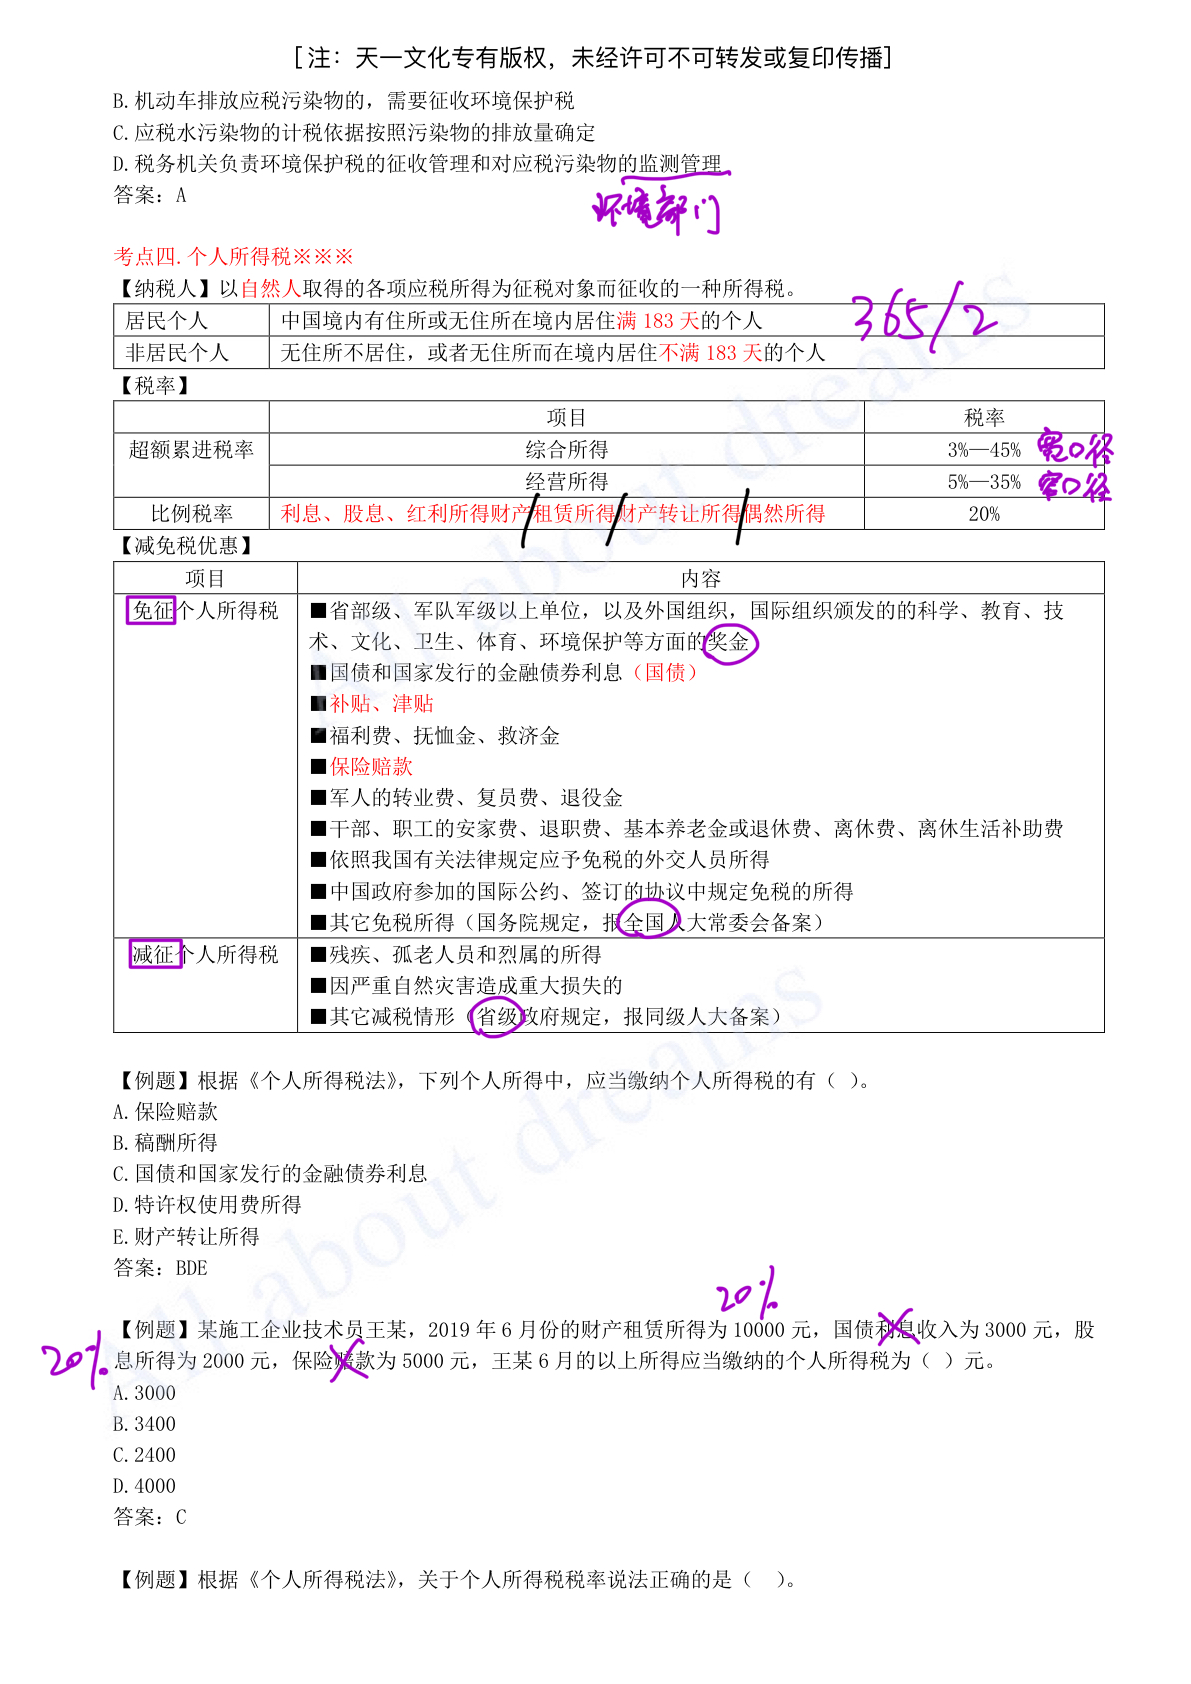 [注：天一文化专有版权，未经许可不可转发或复印传播]
B.机动车排放应税污染物的，需要征收环境保护税
C.应税水污染物的计税依据按照污染物的排放量确定
D.税务机关负责环境保护税的征收管理和对应税污染物的监测管理
答案：A
环境部门
考点四.个人所得税※※※
【纳税人】以自然人取得的各项应税所得为征税对象而征收的一种所得税。
居民个人 中国境内有住所或无住所在境内居住满 183 天的个人
365/2
非居民个人 无住所不居住，或者无住所而在境内居住不满 183 天的个人
【税率】
项目 税率
超额累进税率 综合所得 3%—45% 宽口径
经营所得 5%—35% 窄口径
比例税率 利息、股息、红利所得财产租赁所得财产转让所得偶然所得 20%
【减免税优惠】
项目 内容
免征个人所得税 ■省部级、军队军级以上单位，以及外国组织，国际组织颁发的的科学、教育、技
术、文化、卫生、体育、环境保护等方面的奖金
■国债和国家发行的金融债券利息（国债）
■补贴、津贴
■福利费、抚恤金、救济金
■保险赔款
■军人的转业费、复员费、退役金
■干部、职工的安家费、退职费、基本养老金或退休费、离休费、离休生活补助费
■依照我国有关法律规定应予免税的外交人员所得
■中国政府参加的国际公约、签订的协议中规定免税的所得
■其它免税所得（国务院规定，报全国人大常委会备案）
减征个人所得税 ■残疾、孤老人员和烈属的所得
■因严重自然灾害造成重大损失的
■其它减税情形（省级政府规定，报同级人大备案）
【例题】根据《个人所得税法》，下列个人所得中，应当缴纳个人所得税的有（ ）。
A.保险赔款
B.稿酬所得
C.国债和国家发行的金融债券利息
D.特许权使用费所得
E.财产转让所得
答案：BDE
20%
【例题】某施工企业技术员王某，2019 年 6 月份的财产租赁所得为 10000 元，国债利息收入为 3000 元，股
20%
息所得为 2000 元，保险赔款为 5000 元，王某 6 月的以上所得应当缴纳的个人所得税为（ ）元。
A.3000
B.3400
C.2400
D.4000
答案：C
【例题】根据《个人所得税法》，关于个人所得税税率说法正确的是（ ）。
All about dreams
All about dreams